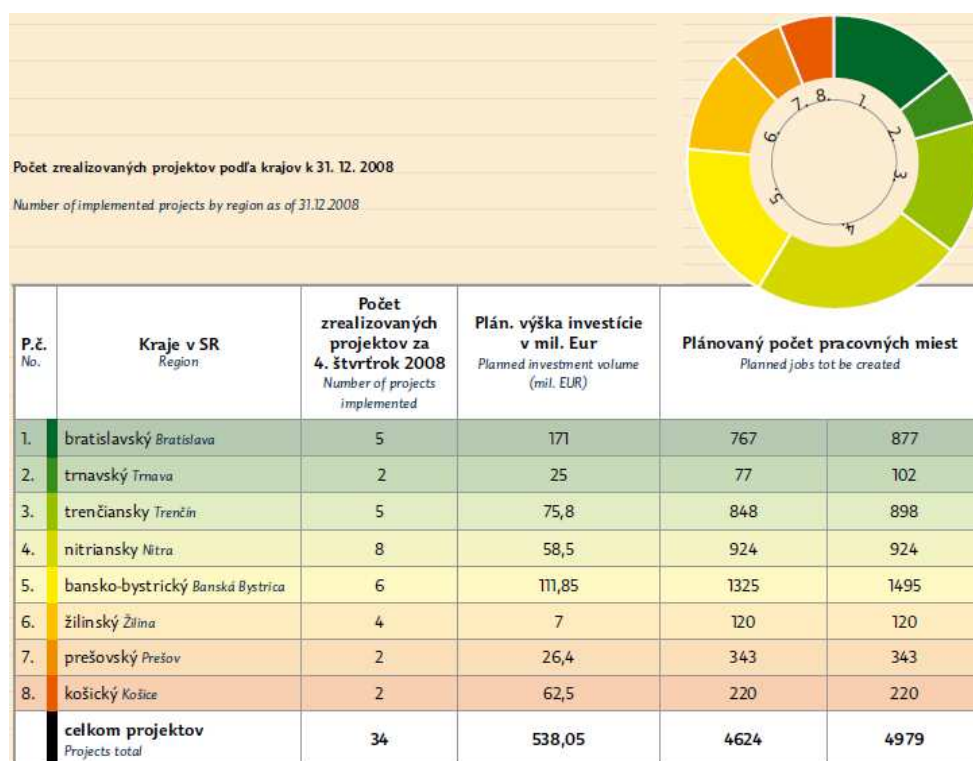 1.
2.
3.
4.
5.
6.
7.
8.
Počet zrealizovaných projektov podľa krajov k 31. 12. 2008
Number of implemented projects by region as of 31.12.2008
P.č.
No.
Kraje v SR
Region
Počet
zrealizovaných
projektov za
4. štvrťrok 2008
Number of projects
implemented
Plán. výška investície
v mil. Eur
Planned investment volume
(mil. EUR)
Plánovaný počet pracovných miest
Planned jobs tot be created
1. bratislavský Bratislava 5 171 767 877
2. trnavský Trnava 2 25 77 102
3. trenčiansky Trenčín 5 75,8 848 898
4. nitriansky Nitra 8 58,5 924 924
5. bansko-bystrický Banská Bystrica 6 111,85 1325 1495
6. žilinský Žilina 4 7 120 120
7. prešovský Prešov 2 26,4 343 343
8. košický Košice 2 62,5 220 220
celkom projektov 34 538,05 4624 4979
Projects total